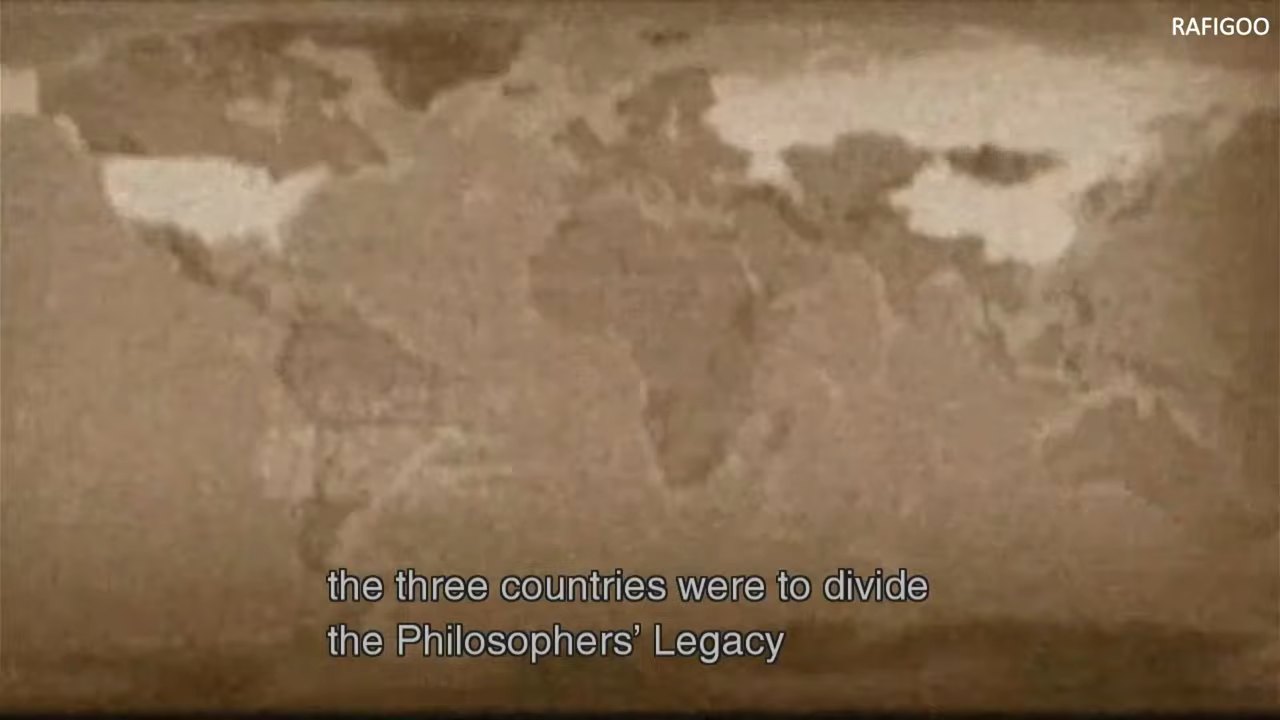 RAFIGOO
the three countries were to divide
the Philosophers’ Legacy